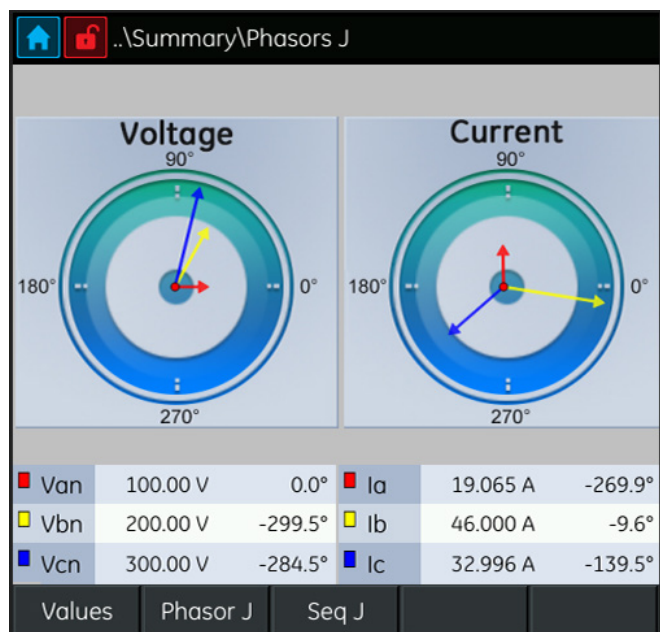 ..\Summary\Phasors J
Voltage
90°
180°
0°
270°
Current
90°
180°
0°
270°
Van 100.00 V 0.0°
Vbn 200.00 V -299.5°
Vcn 300.00 V -284.5°
Ia 19.065 A -269.9°
Ib 46.000 A -9.6°
Ic 32.996 A -139.5°
Values Phasor J Seq J